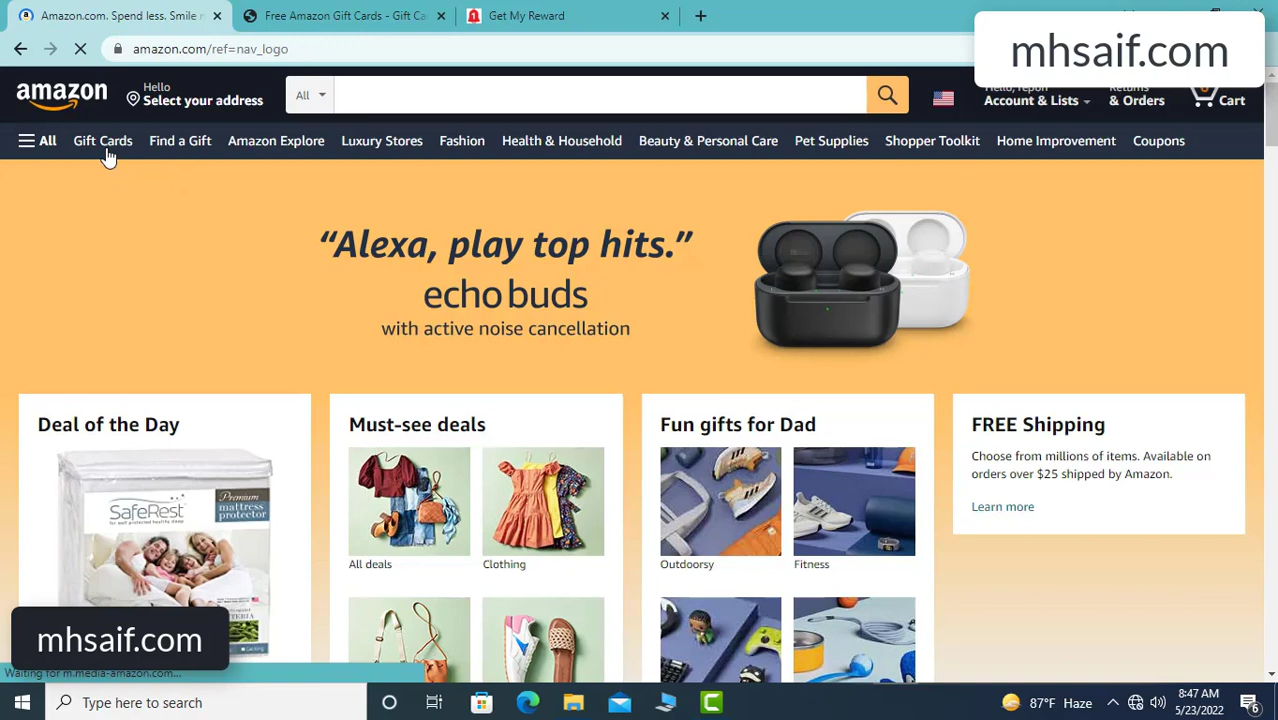 Amazon.com. Spend less. Smile
Free Amazon Gift Cards - Gift Ca
Get My Reward
amazon.com/ref=nav_logo
mhsaif.com
amazon
Hello
Select your address
All
Hello, repon
Account & Lists
Returns
& Orders
Cart
All
Gift Cards
Find a Gift
Amazon Explore
Luxury Stores
Fashion
Health & Household
Beauty & Personal Care
Pet Supplies
Shopper Toolkit
Home Improvement
Coupons
“Alexa, play top hits.”
echo buds
with active noise cancellation
Deal of the Day
Must-see deals
Fun gifts for Dad
FREE Shipping
Choose from millions of items. Available on
orders over $25 shipped by Amazon.
Learn more
SafeRest
Premium
mattress
protector
All deals
Clothing
Outdoorsy
Fitness
mhsaif.com
Waiting for m.media-amazon.com...
Type here to search
87°F Haze
8:47 AM
5/23/2022
6